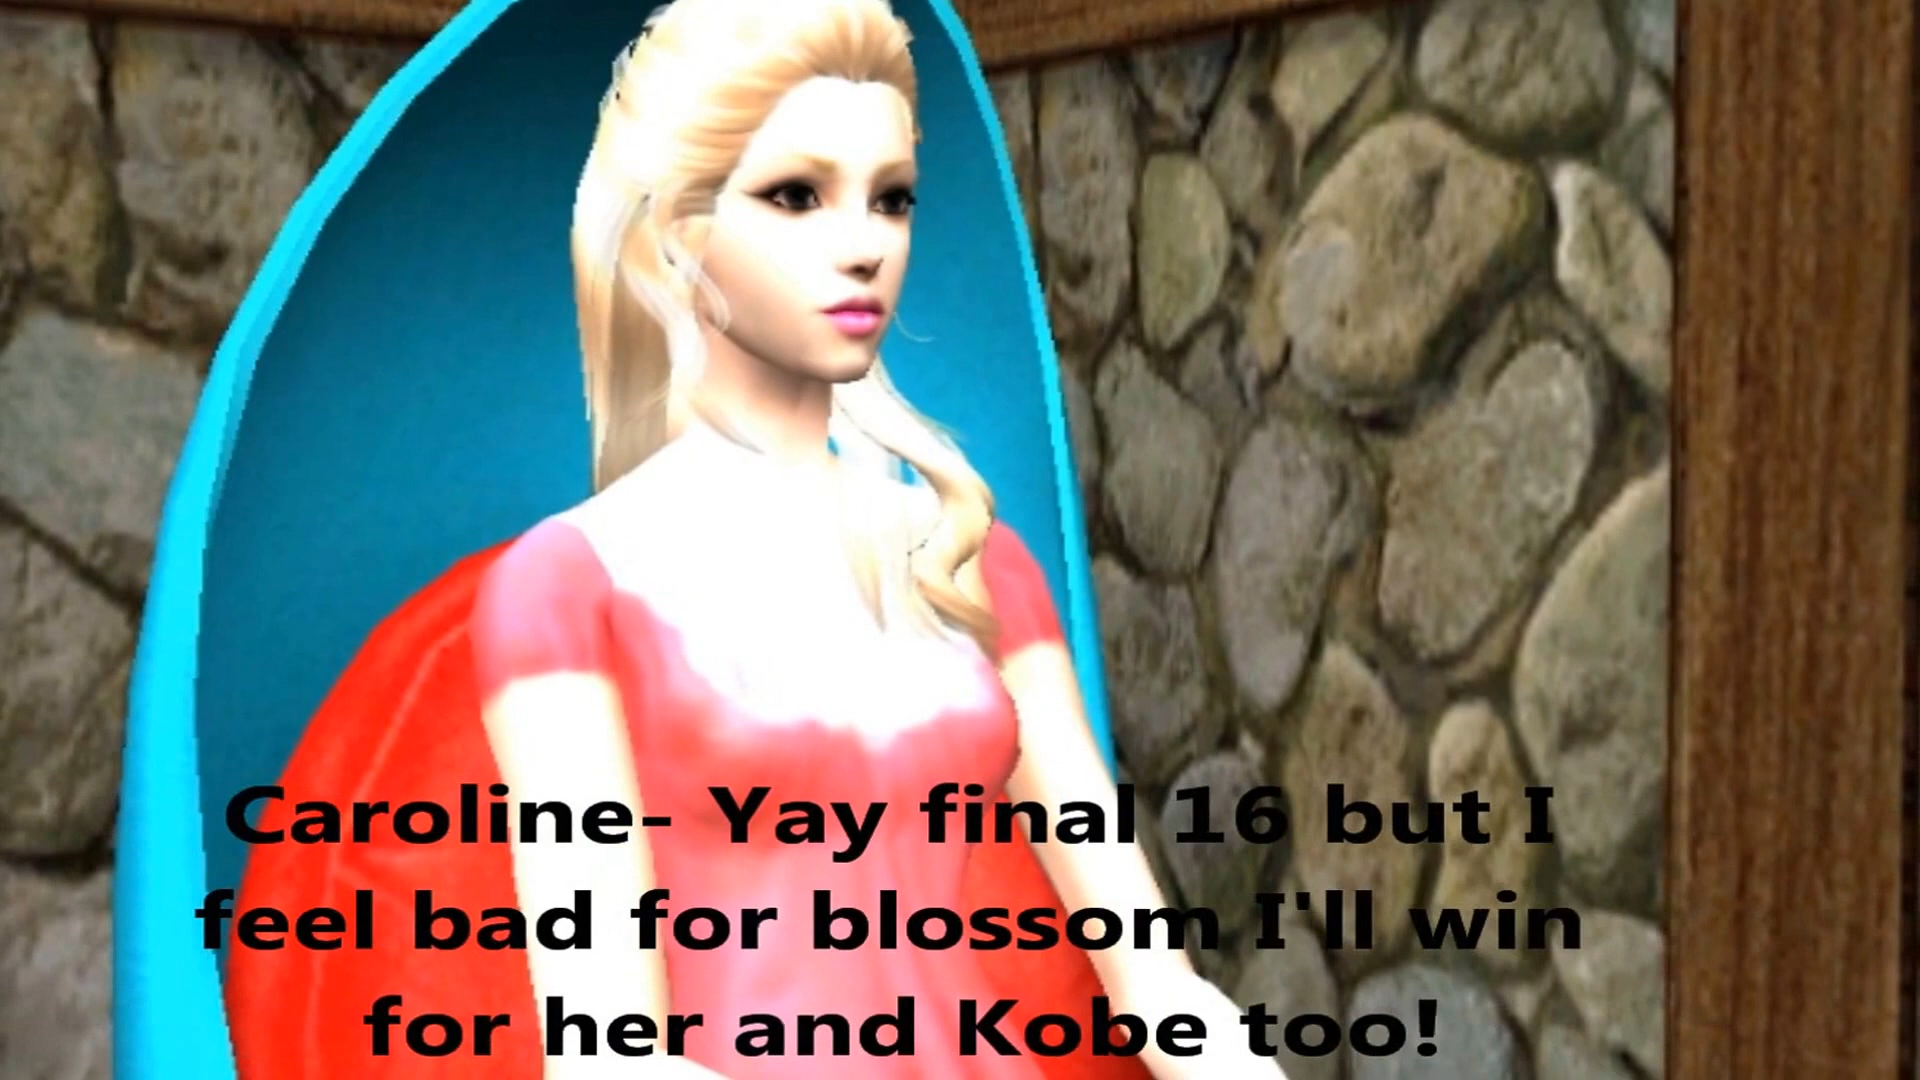 Caroline- Yay final 16 but I
feel bad for blossom I'll win
for her and Kobe too!